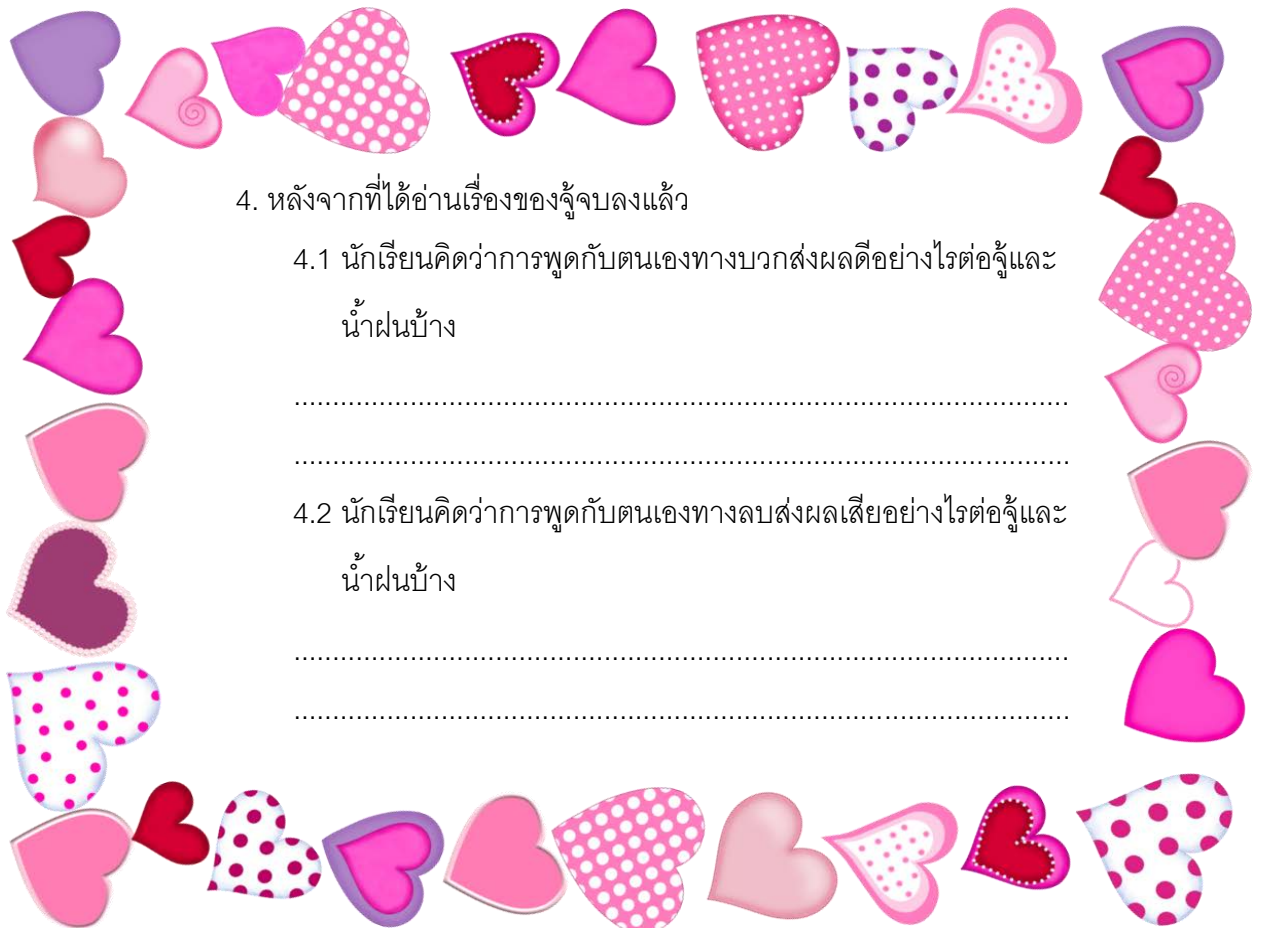 4. หลังจากที่ได้อ่านเรื่องของจู้จบลงแล้ว
4.1 นักเรียนคิดว่าการพูดกับตนเองทางบวกส่งผลดีอย่างไรต่อจู้และ
น้ำฝนบ้าง
....................................................................................................
....................................................................................................
4.2 นักเรียนคิดว่าการพูดกับตนเองทางลบส่งผลเสียอย่างไรต่อจู้และ
น้ำฝนบ้าง
....................................................................................................
....................................................................................................